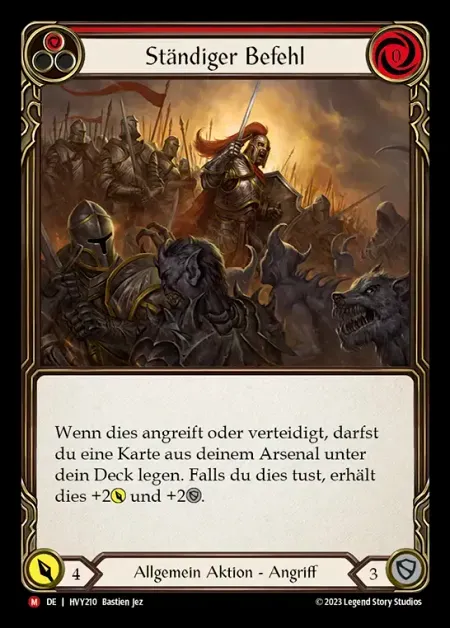 Ständiger Befehl
0
Wenn dies angreift oder verteidigt, darfst
du eine Karte aus deinem Arsenal unter
dein Deck legen. Falls du dies tust, erhält
dies +2 und +2.
4
Allgemein Aktion - Angriff
3
M DE | HVY210 Bastien Jez
© 2023 Legend Story Studios